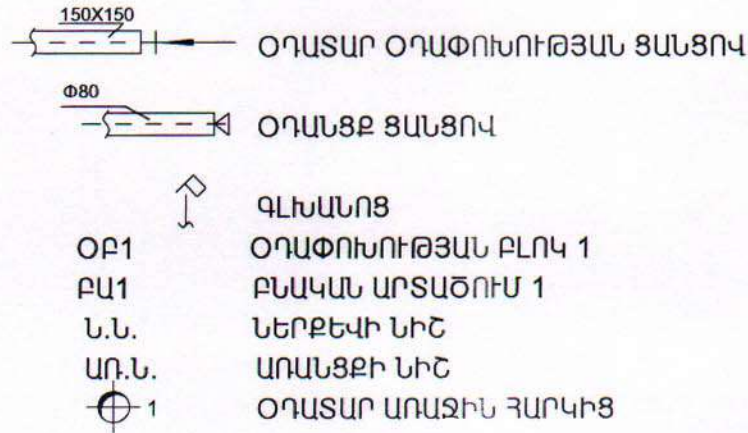 150X150
ՕԴԱՏԱՐ ՕԴԱՓՈԽՈՒԹՅԱՆ ՑԱՆՑՈՎ
Φ80
ՕԴԱՆՑՔ ՑԱՆՑՈՎ
ԳԼԽԱՆՈՑ
ՕԲ1 ՕԴԱՓՈԽՈՒԹՅԱՆ ԲԼՈԿ 1
ԲԱ1 ԲՆԱԿԱՆ ԱՐՏԱԾՈՒՄ 1
Ն.Ն. ՆԵՐՔԵՎԻ ՆԻՇ
ԱՌ.Ն. ԱՌԱՆՑՔԻ ՆԻՇ
1 ՕԴԱՏԱՐ ԱՌԱՋԻՆ ՀԱՐԿԻՑ